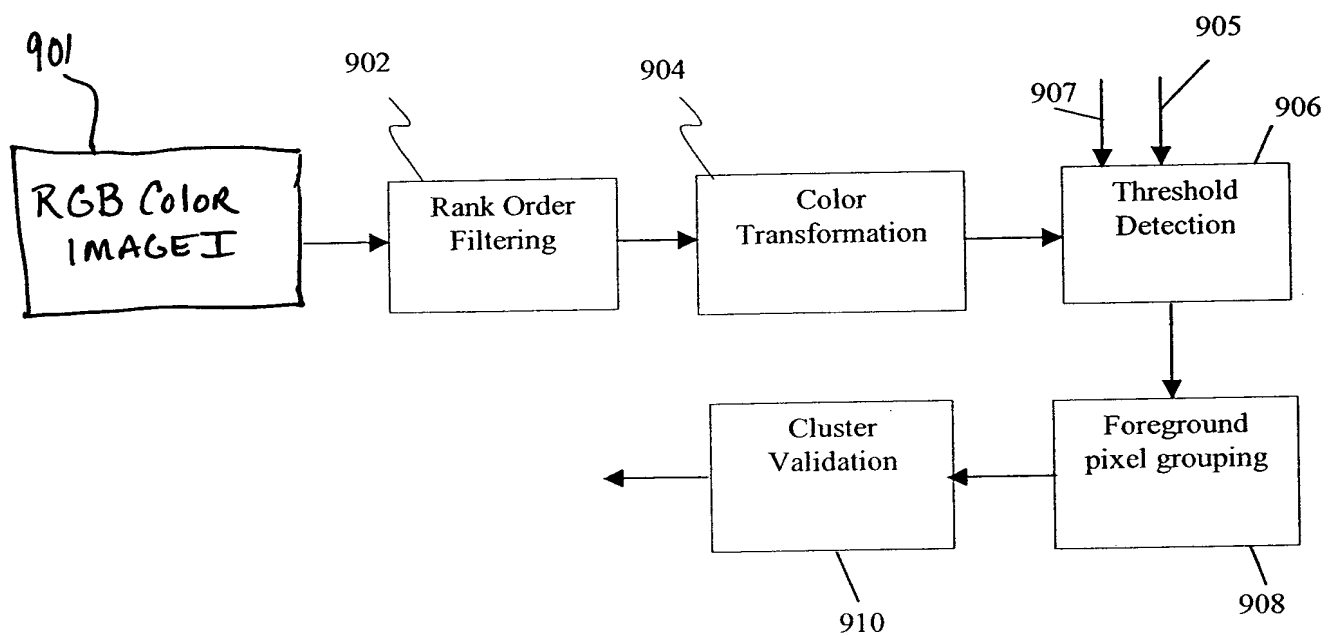 901
902
904
905
907
906
RGB Color
IMAGE I
Rank Order
Filtering
Color
Transformation
Threshold
Detection
Cluster
Validation
Foreground
pixel grouping
910
908